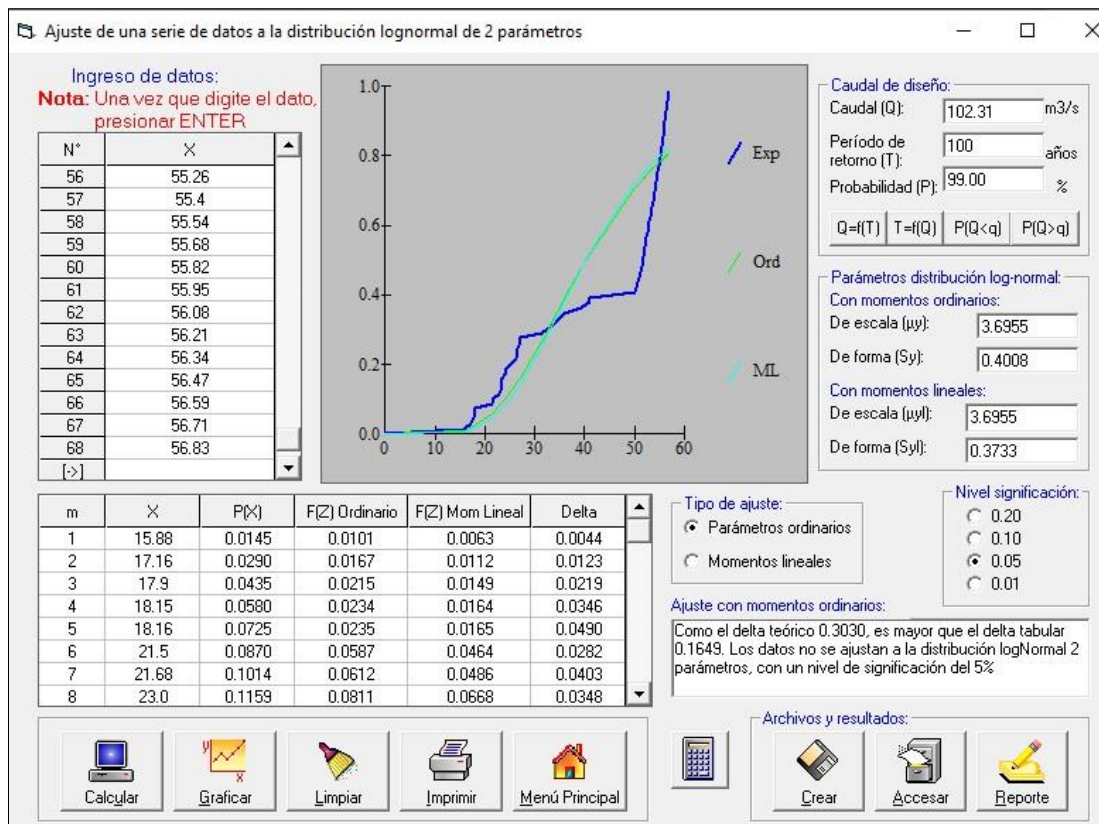 Ajuste de una serie de datos a la distribución lognormal de 2 parámetros
Ingreso de datos:
Nota: Una vez que digite el dato,
presionar ENTER
N° X
56 55.26
57 55.4
58 55.54
59 55.68
60 55.82
61 55.95
62 56.08
63 56.21
64 56.34
65 56.47
66 56.59
67 56.71
68 56.83
[->]
1.0
0.8
0.6
0.4
0.2
0.0
0 10 20 30 40 50 60
Exp
Ord
ML
Caudal de diseño:
Caudal (Q): 102.31 m3/s
Período de
retorno (T): 100 años
Probabilidad (P): 99.00 %
Q=f(T) T=f(Q) P(Q<q) P(Q>q)
Parámetros distribución log-normal:
Con momentos ordinarios:
De escala (μy): 3.6955
De forma (Sy): 0.4008
Con momentos lineales:
De escala (μyl): 3.6955
De forma (Syl): 0.3733
m X P(X) F(Z) Ordinario F(Z) Mom Lineal Delta
1 15.88 0.0145 0.0101 0.0063 0.0044
2 17.16 0.0290 0.0167 0.0112 0.0123
3 17.9 0.0435 0.0215 0.0149 0.0219
4 18.15 0.0580 0.0234 0.0164 0.0346
5 18.16 0.0725 0.0235 0.0165 0.0490
6 21.5 0.0870 0.0587 0.0464 0.0282
7 21.68 0.1014 0.0612 0.0486 0.0403
8 23.0 0.1159 0.0811 0.0668 0.0348
Tipo de ajuste:
Parámetros ordinarios
Momentos lineales
Nivel significación:
0.20
0.10
0.05
0.01
Ajuste con momentos ordinarios:
Como el delta teórico 0.3030, es mayor que el delta tabular
0.1649. Los datos no se ajustan a la distribución logNormal 2
parámetros, con un nivel de significación del 5%
Calcular Graficar Limpiar Imprimir Menú Principal
Archivos y resultados:
Crear Accesar Reporte